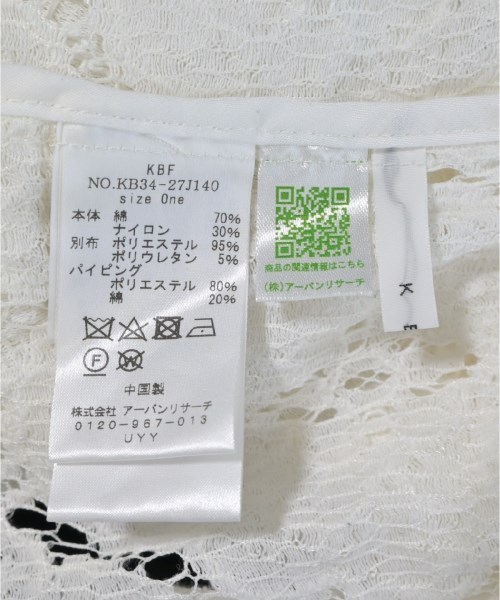 KBF
NO.KB34-27J140
size One
本体 綿 70%
ナイロン 30%
別布 ポリエステル 95%
ポリウレタン 5%
パイピング
ポリエステル 80%
綿 20%
F
W
中国製
株式会社 アーバンリサーチ
0120-967-013
UYY
商品の関連情報はこちら
(株)アーバンリサーチ
K